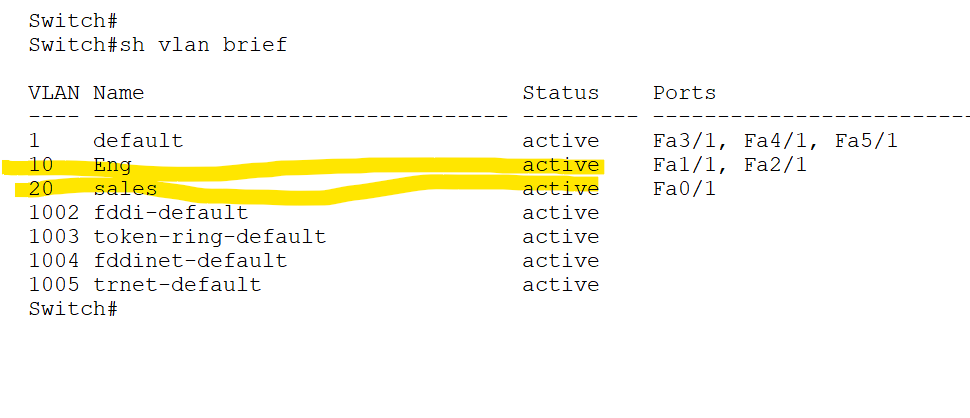 Switch#
Switch#sh vlan brief
VLAN Name                             Status    Ports
---- -------------------------------- --------- -------------------------
1    default                          active    Fa3/1, Fa4/1, Fa5/1
10   Eng                              active    Fa1/1, Fa2/1
20   sales                            active    Fa0/1
1002 fddi-default                     active
1003 token-ring-default               active
1004 fddinet-default                  active
1005 trnet-default                    active
Switch#